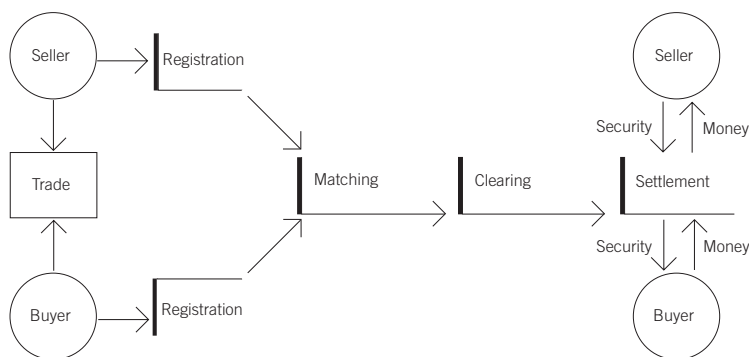 Seller
Registration
Trade
Buyer
Registration
Matching
Clearing
Seller
Security
Money
Settlement
Security
Money
Buyer